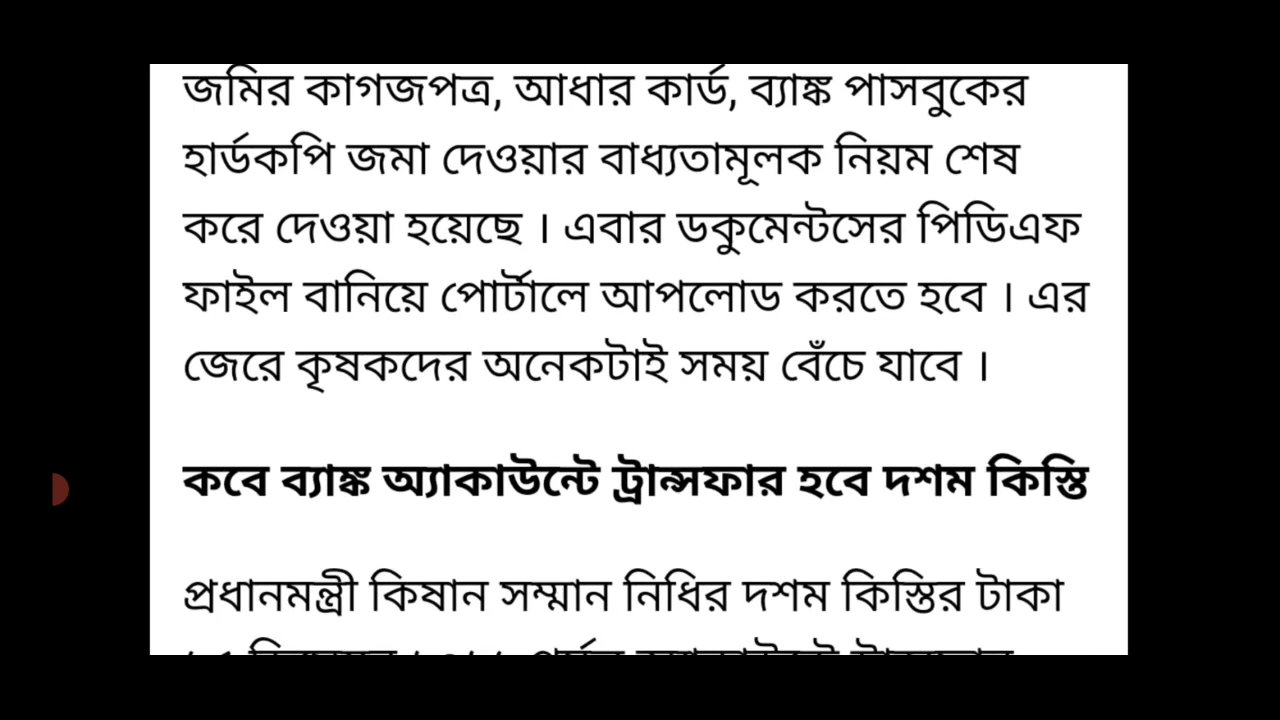 জমির কাগজপত্র, আধার কার্ড, ব্যাঙ্ক পাসবুকের
হার্ডকপি জমা দেওয়ার বাধ্যতামূলক নিয়ম শেষ
করে দেওয়া হয়েছে । এবার ডকুমেন্টসের পিডিএফ
ফাইল বানিয়ে পোর্টালে আপলোড করতে হবে । এর
জেরে কৃষকদের অনেকটাই সময় বেঁচে যাবে ।
কবে ব্যাঙ্ক অ্যাকাউন্টে ট্রান্সফার হবে দশম কিস্তি
প্রধানমন্ত্রী কিষান সম্মান নিধির দশম কিস্তির টাকা